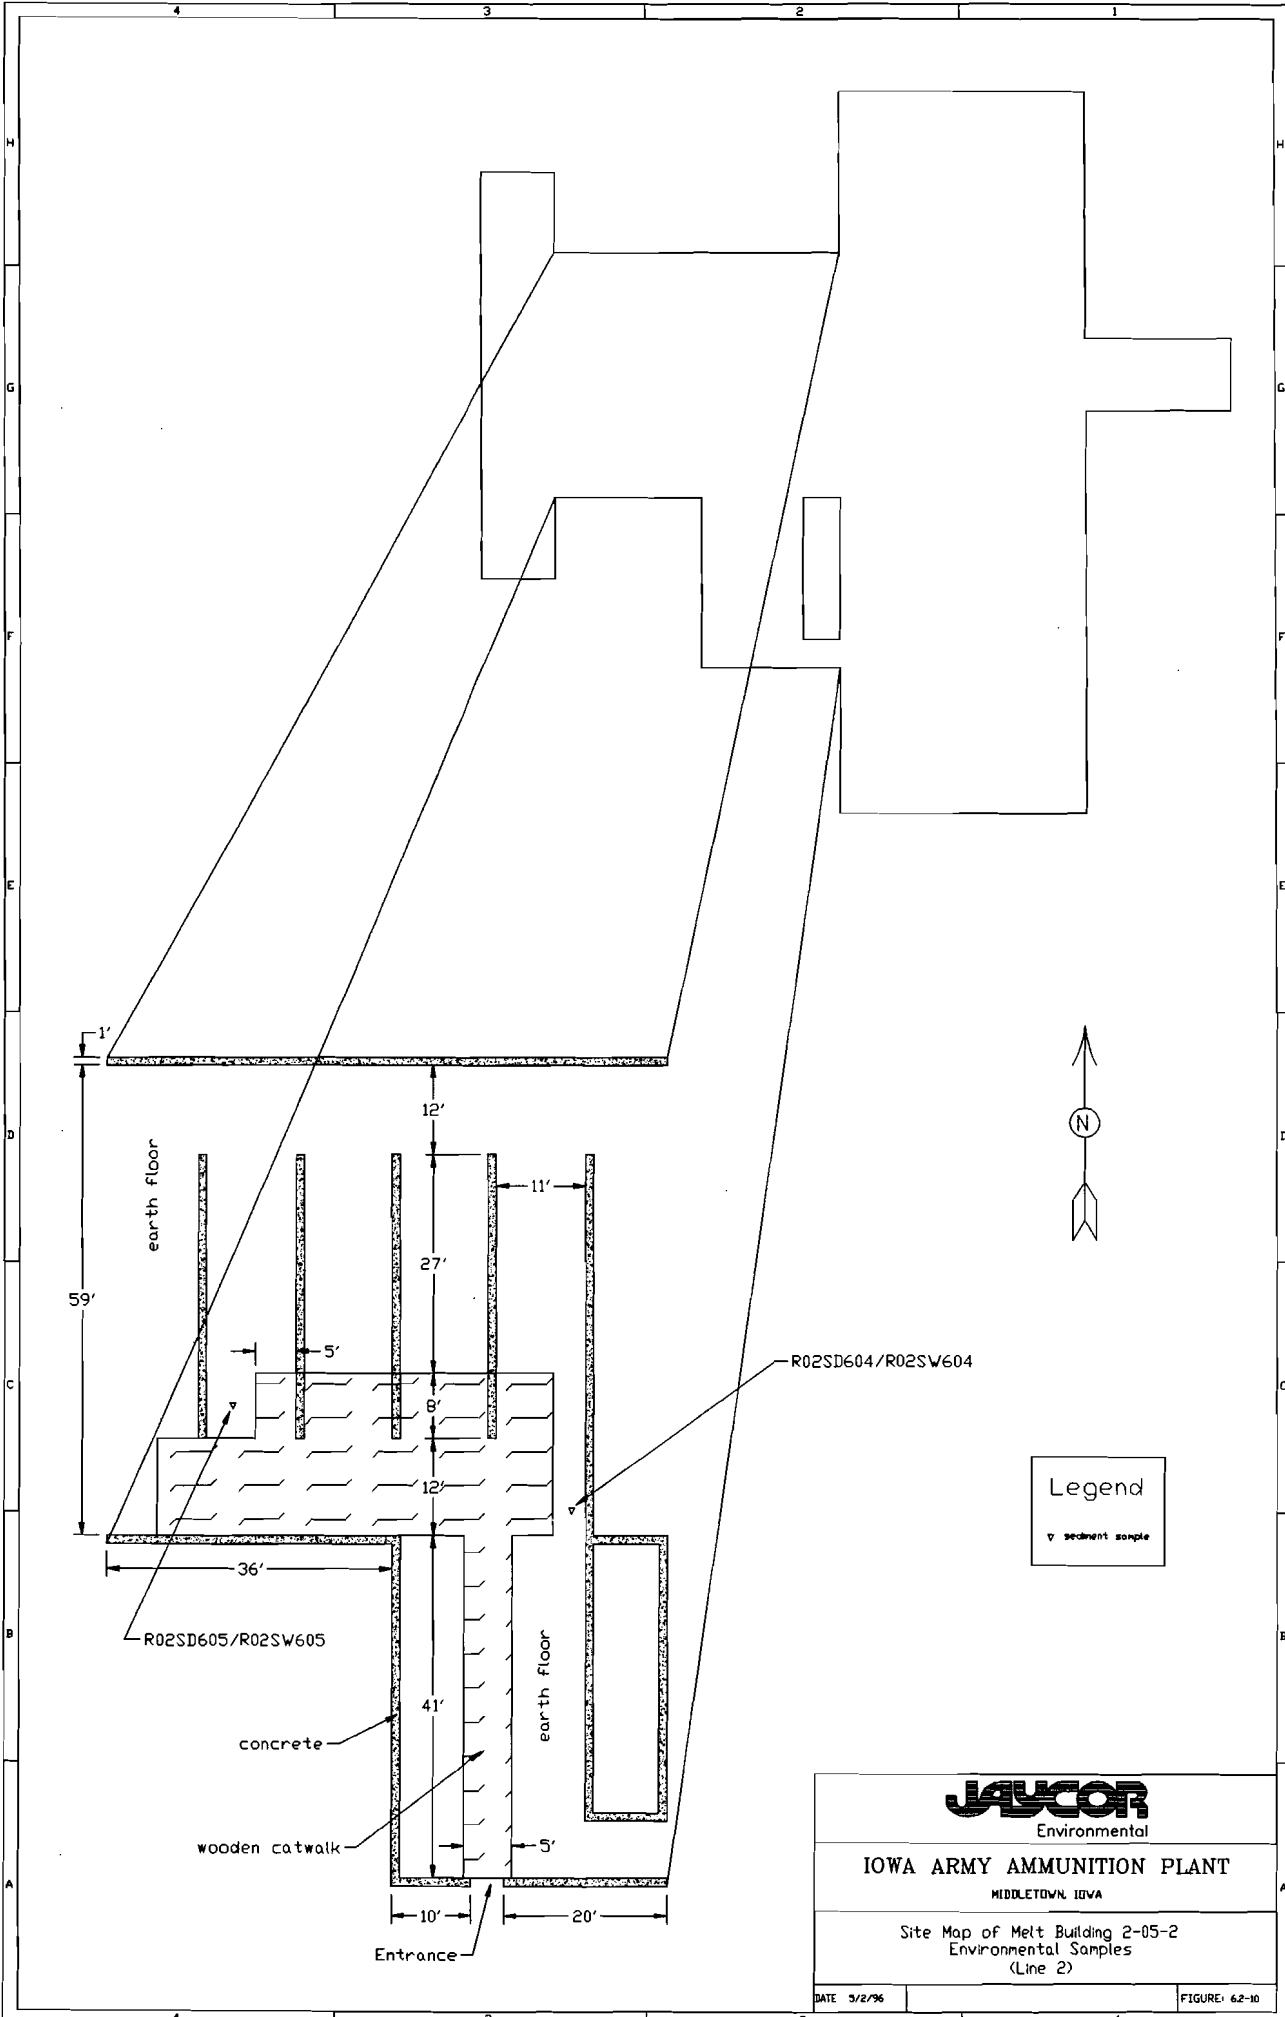 4 3 2 1
H H
G G
F F
E E
1'
12'
D D
earth floor
11'
27'
59'
5'
R02SD604/R02SW604
C C
8'
Legend
12'
sediment sample
36'
R02SD605/R02SW605
B B
earth floor
41'
concrete
JAYCOR
Environmental
wooden catwalk
5'
IOWA ARMY AMMUNITION PLANT
A A
MIDDLETOWN, IOWA
10'
20'
Site Map of Melt Building 2-05-2
Environmental Samples
(Line 2)
Entrance
DATE 5/2/96
FIGURE: 6.2-10
N